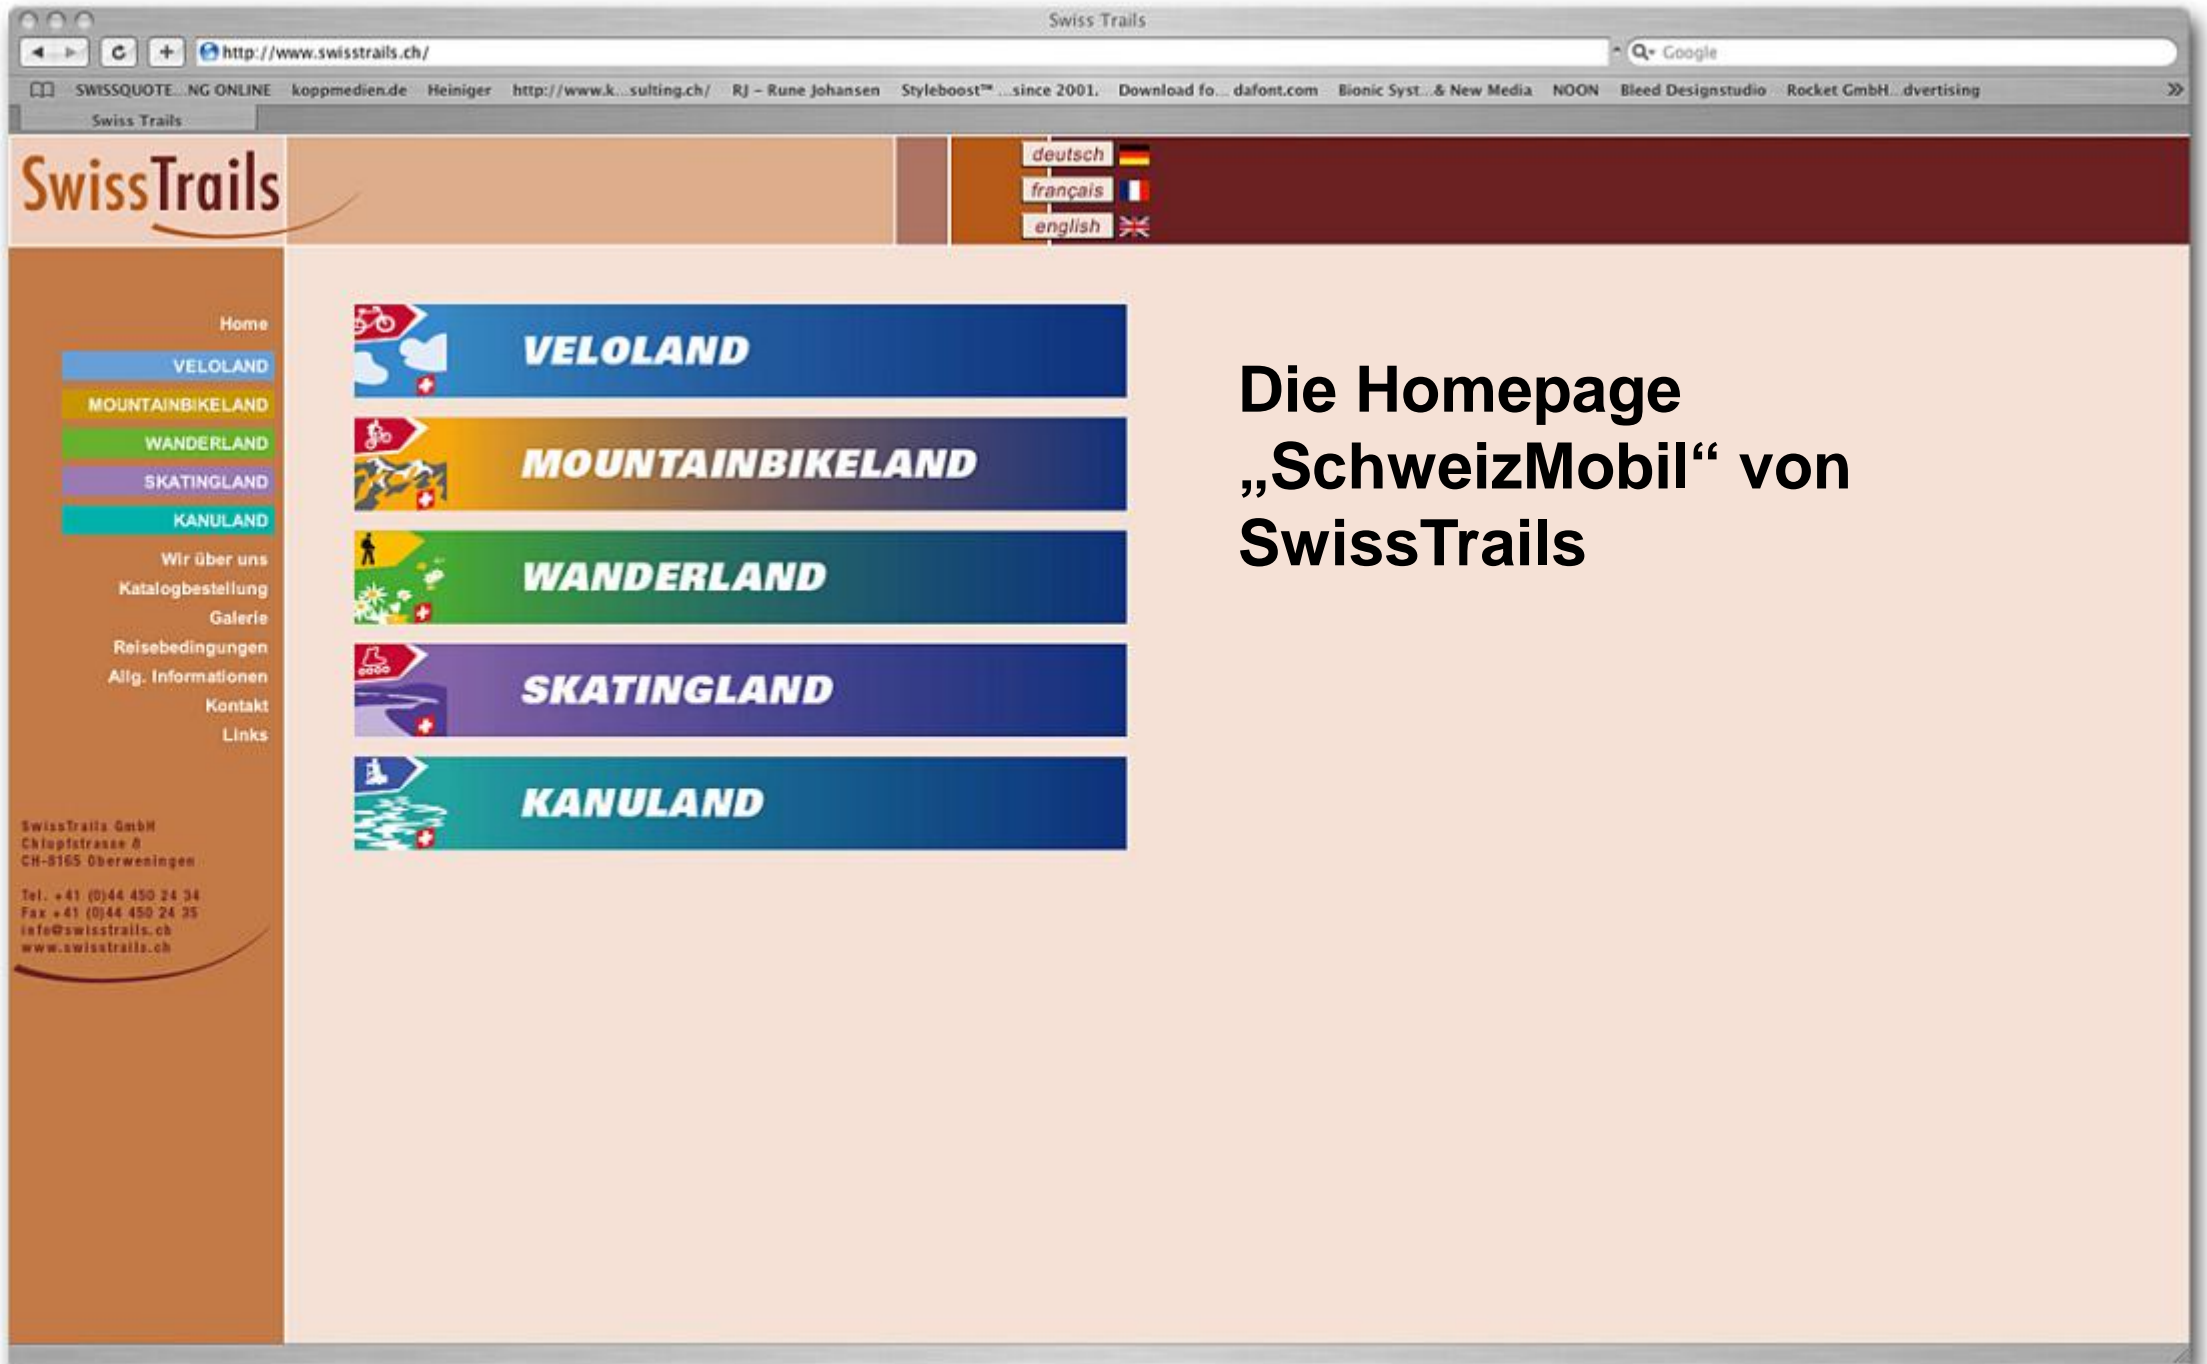 Swiss Trails
http://www.swisstrails.ch/
Google
SWISSQUOTE...NG ONLINE koppmedien.de Heiniger http://www.k...sulting.ch/ RJ – Rune Johansen Styleboost™ ...since 2001. Download fo... dafont.com Bionic Syst...& New Media NOON Bleed Designstudio Rocket GmbH...dvertising
Swiss Trails
SwissTrails
deutsch
français
english
Home
VELOLAND
MOUNTAINBIKELAND
WANDERLAND
SKATINGLAND
KANULAND
Wir über uns
Katalogbestellung
Galerie
Reisebedingungen
Allg. Informationen
Kontakt
Links
SwissTrails GmbH
Chlupfstrasse 8
CH-8165 Oberweningen
Tel. +41 (0)44 450 24 34
Fax +41 (0)44 450 24 35
info@swisstrails.ch
www.swisstrails.ch
VELOLAND
MOUNTAINBIKELAND
WANDERLAND
SKATINGLAND
KANULAND
Die Homepage
„SchweizMobil“ von
SwissTrails